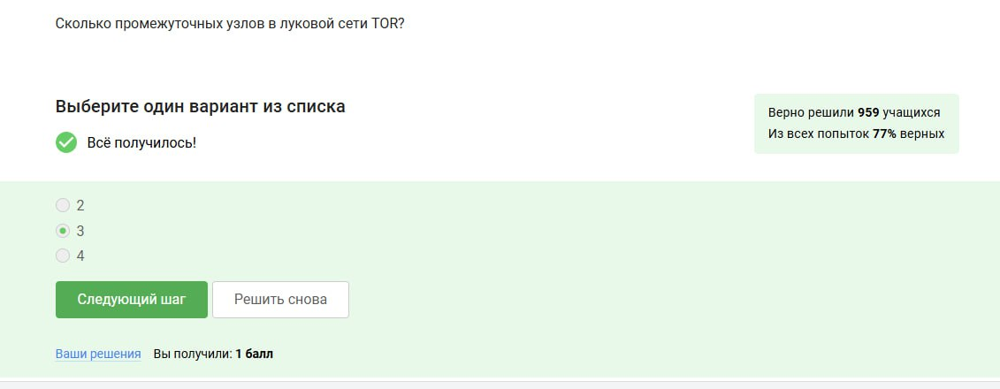 Сколько промежуточных узлов в луковой сети TOR?
Выберите один вариант из списка
Всё получилось!
Верно решили 959 учащихся
Из всех попыток 77% верных
2
3
4
Следующий шаг
Решить снова
Ваши решения
Вы получили: 1 балл